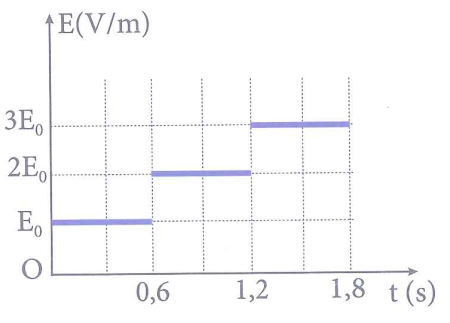 E(V/m)
3E₀
2E₀
E₀
O
0,6 1,2 1,8 t (s)